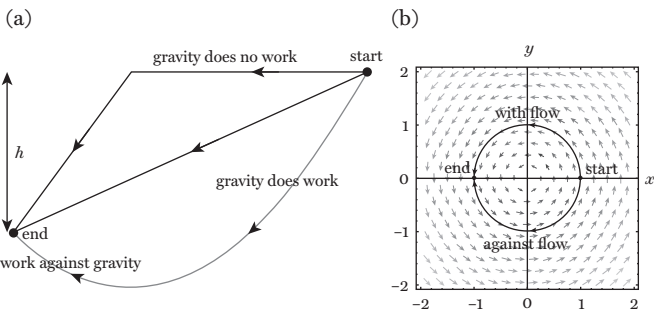 (a)
start
gravity does no work
h
gravity does work
end
work against gravity
(b)
y
2
with flow
1
end
start
0
x
−1
against flow
−2
−2 −1 0 1 2